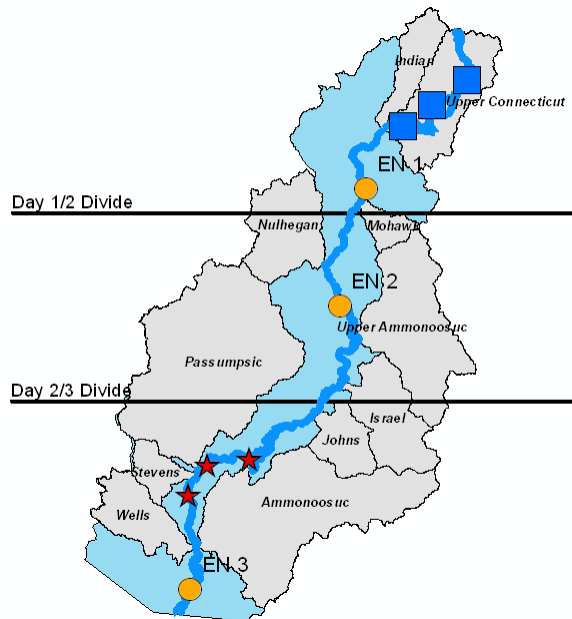 Indian
Upper Connecticut
EN 1
Day 1/2 Divide
Nulhegan
Mohawk
EN 2
Upper Ammonoosuc
Passumpsic
Day 2/3 Divide
Israel
Johns
Stevens
Ammonoosuc
Wells
EN 3